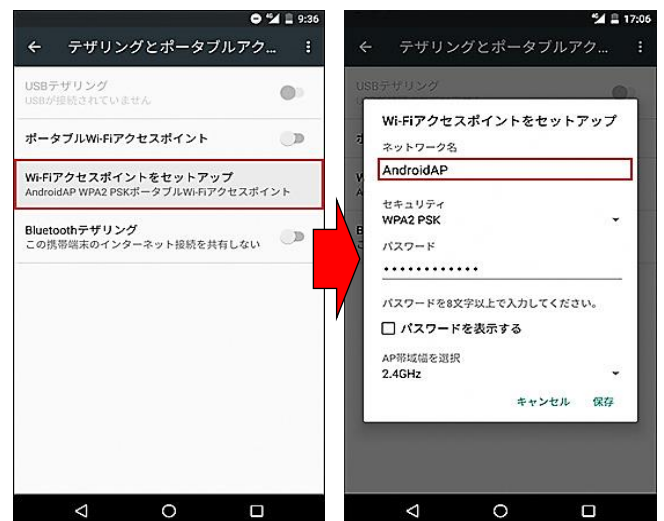 9:36
テザリングとポータブルアク...
USBテザリング
USBが接続されていません
ポータブルWi-Fiアクセスポイント
Wi-Fiアクセスポイントをセットアップ
AndroidAP WPA2 PSKポータブルWi-Fiアクセスポイント
Bluetoothテザリング
この携帯端末のインターネット接続を共有しない
17:06
テザリングとポータブルアク...
USBテザリング
Wi-Fiアクセスポイントをセットアップ
ネットワーク名
AndroidAP
セキュリティ
WPA2 PSK
パスワード
••••••••••••
パスワードを8文字以上で入力してください。
パスワードを表示する
AP帯域幅を選択
2.4GHz
キャンセル 保存